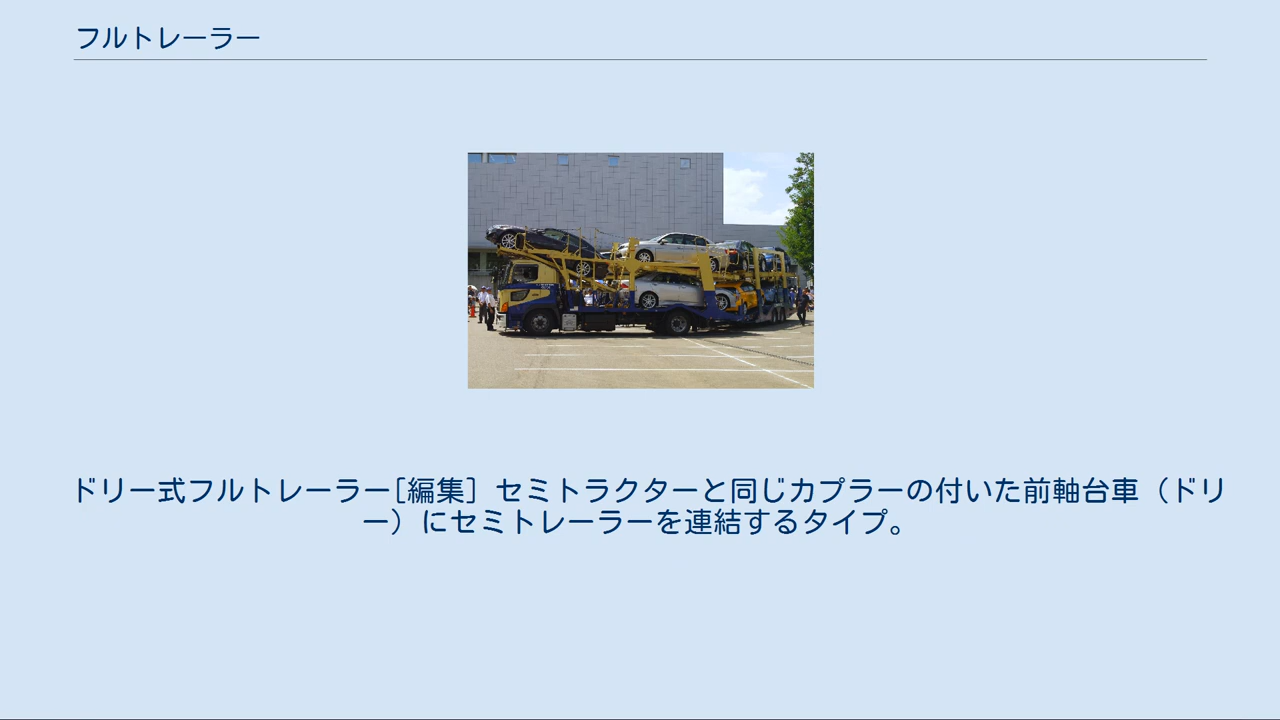 フルトレーラー
ドリー式フルトレーラー[編集] セミトラクターと同じカプラーの付いた前軸台車（ドリ
ー）にセミトレーラーを連結するタイプ。